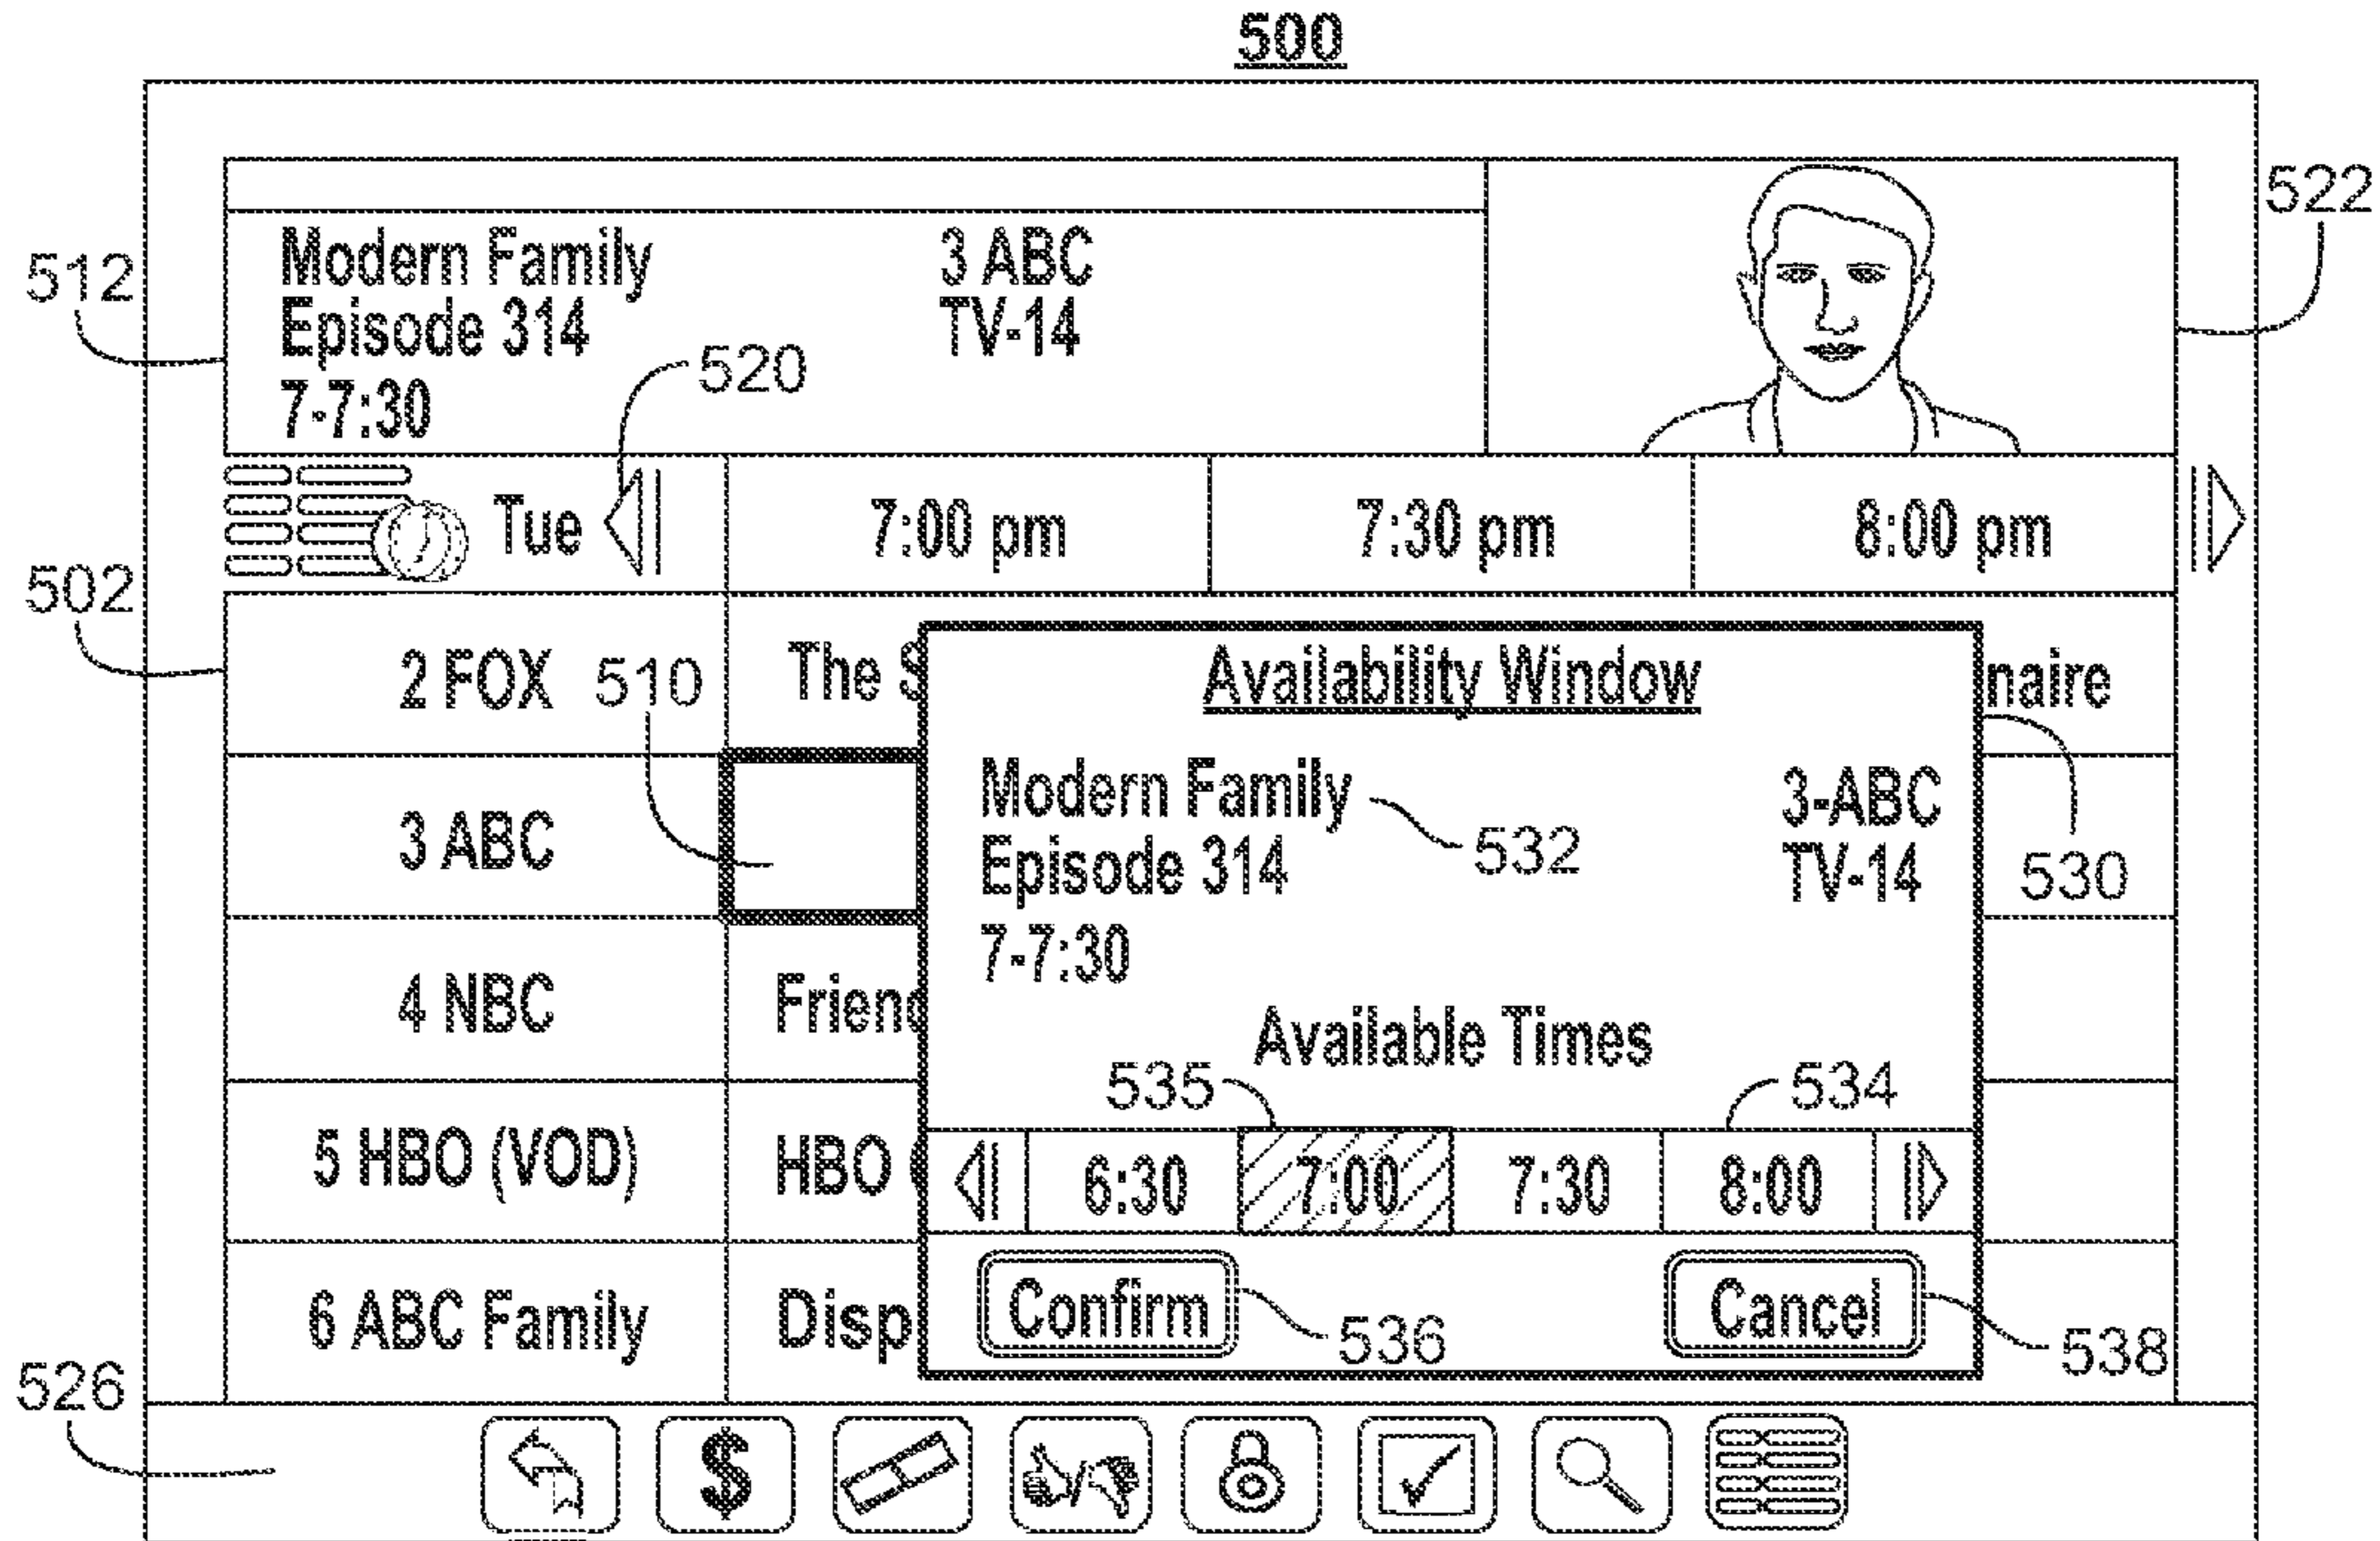 500
522
512
Modern Family 3 ABC
Episode 314 TV-14
520
7-7:30
Tue 7:00 pm 7:30 pm 8:00 pm
502
2 FOX 510 The S naire
Availability Window
Modern Family 3-ABC
3 ABC 532 530
Episode 314 TV-14
7-7:30
4 NBC Friend
Available Times
535 534
5 HBO (VOD) HBO
6:30 7:00 7:30 8:00
6 ABC Family Disp
Confirm 536 Cancel 538
526
$